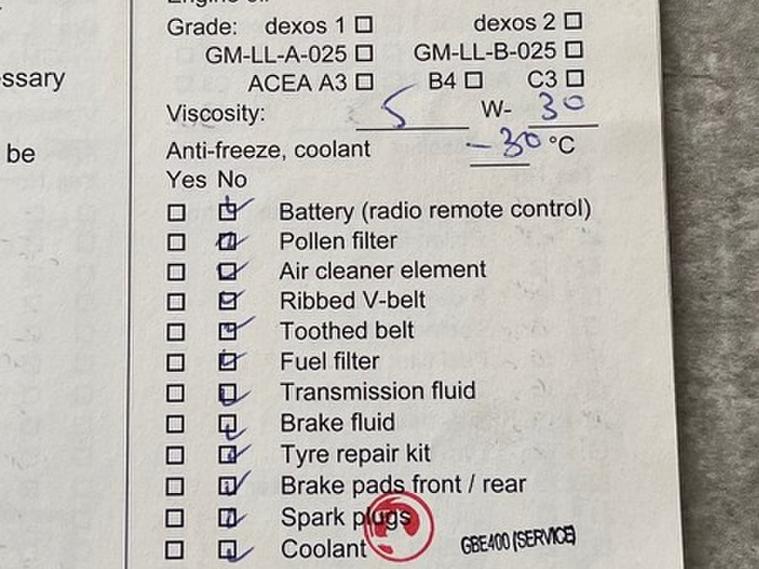 Grade: dexos 1 ☐ dexos 2 ☐
GM-LL-A-025 ☐ GM-LL-B-025 ☐
ssary
ACEA A3 ☐ B4 ☐ C3 ☐
Viscosity: 5 W- 30
be
Anti-freeze, coolant -30 °C
Yes No
Battery (radio remote control)
Pollen filter
Air cleaner element
Ribbed V-belt
Toothed belt
Fuel filter
Transmission fluid
Brake fluid
Tyre repair kit
Brake pads front / rear
Spark plugs
Coolant
GBE400 (SERVICE)